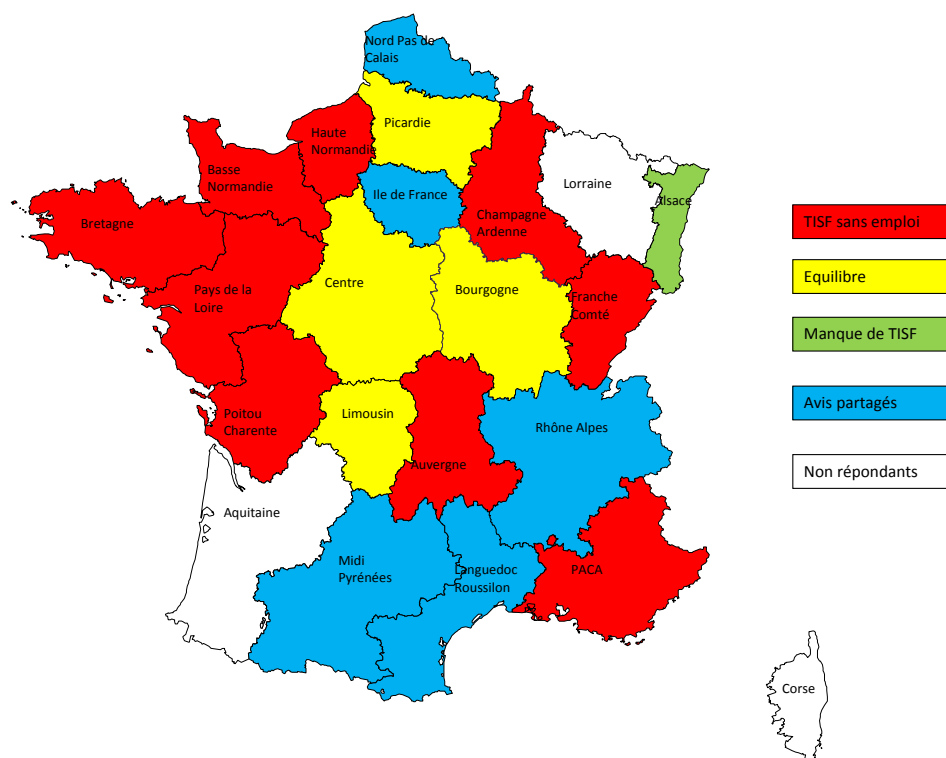 Nord Pas de
Calais
Picardie
Haute
Normandie
Basse
Normandie
Ile de France
Lorraine
Alsace
Champagne
Ardenne
Bretagne
Pays de la
Loire
Centre
Bourgogne
Franche
Comté
Poitou
Charente
Limousin
Auvergne
Rhône Alpes
Aquitaine
Midi
Pyrénées
Languedoc
Roussilon
PACA
Corse
TISF sans emploi
Equilibre
Manque de TISF
Avis partagés
Non répondants